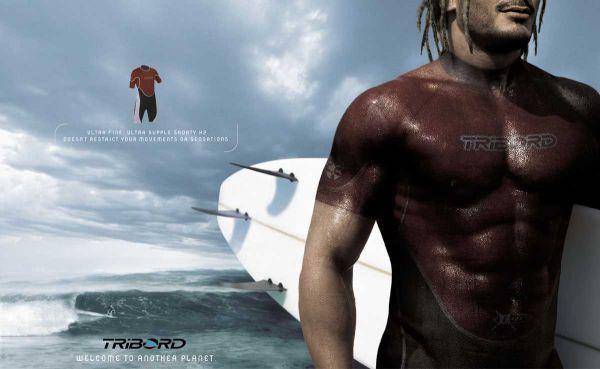 ULTRA FINE, ULTRA SUPPLE SHORTY H2
DOESN'T RESTRICT YOUR MOVEMENTS OR SENSATIONS
TRIBORD
TRIBORD
WELCOME TO ANOTHER PLANET